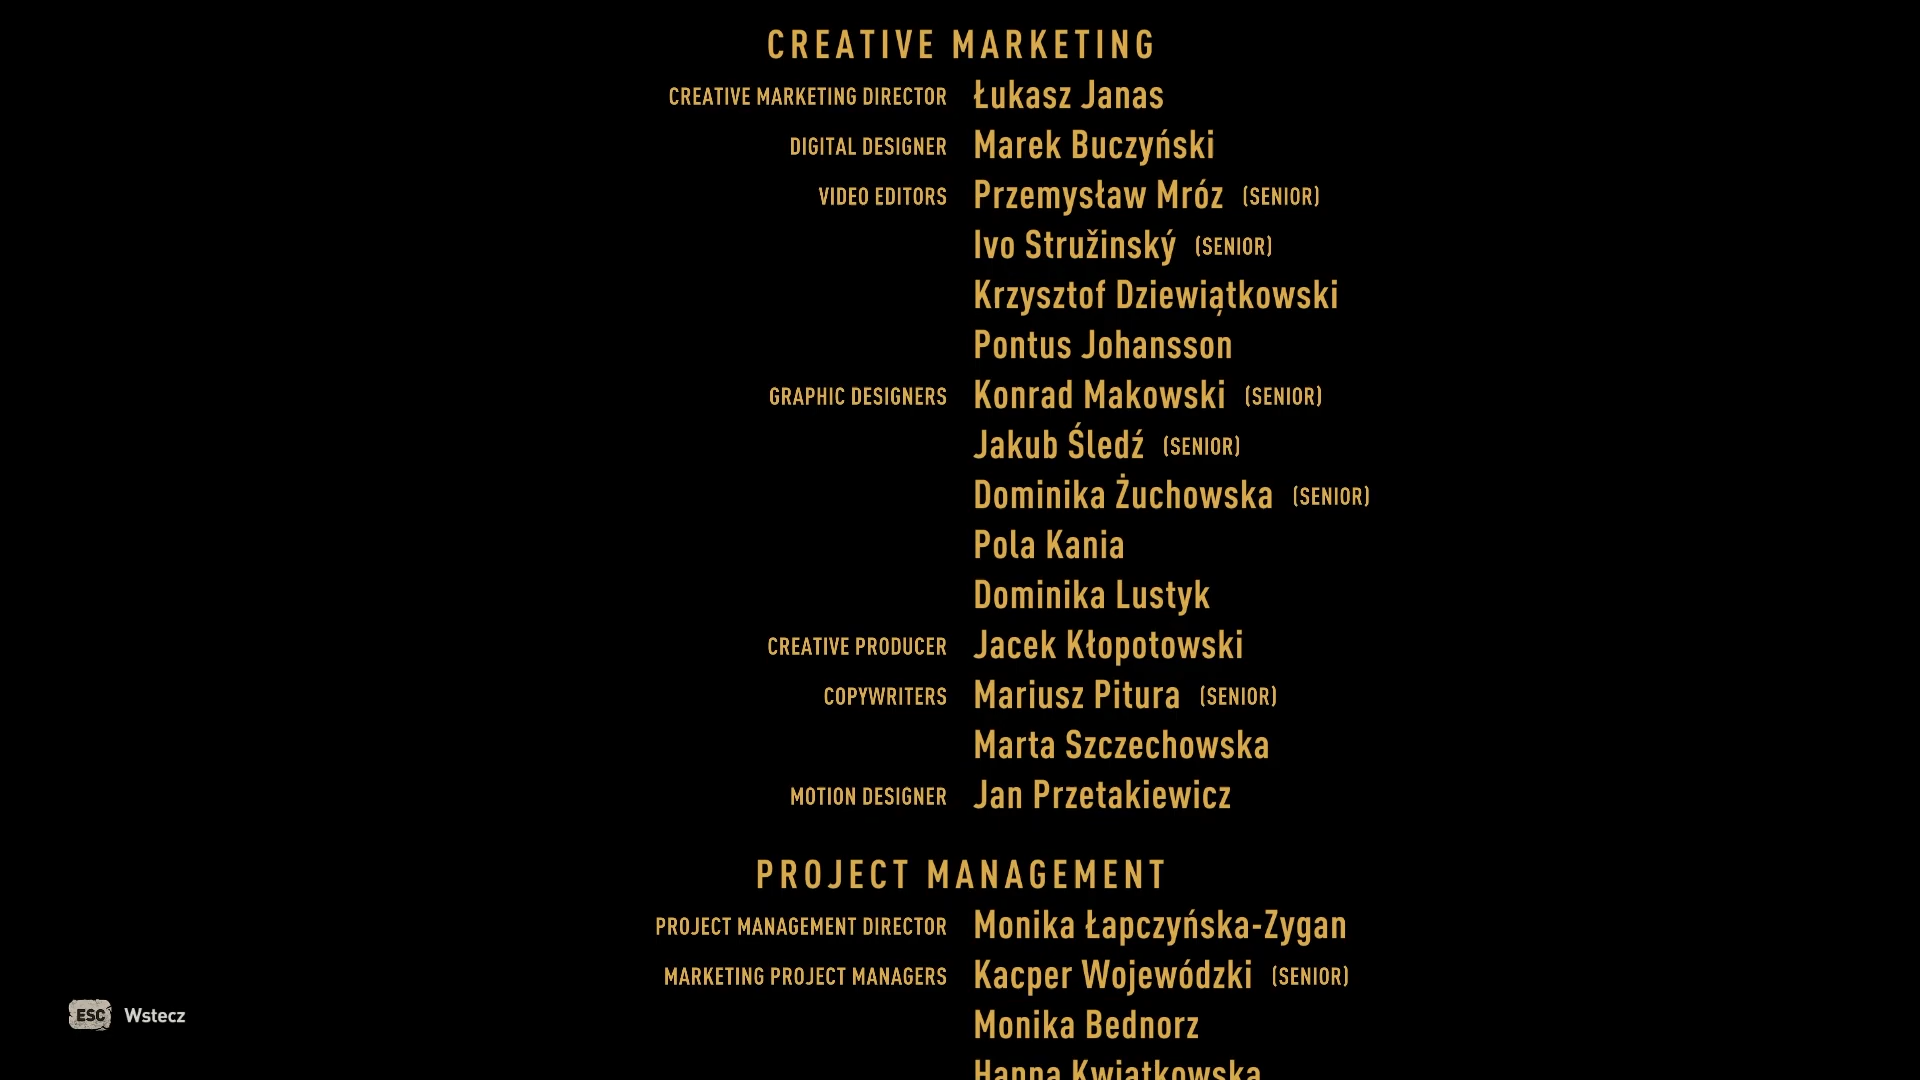 CREATIVE MARKETING
CREATIVE MARKETING DIRECTOR Łukasz Janas
DIGITAL DESIGNER Marek Buczyński
VIDEO EDITORS Przemysław Mróz (SENIOR)
Ivo Stružinský (SENIOR)
Krzysztof Dziewiątkowski
Pontus Johansson
GRAPHIC DESIGNERS Konrad Makowski (SENIOR)
Jakub Śledź (SENIOR)
Dominika Żuchowska (SENIOR)
Pola Kania
Dominika Lustyk
CREATIVE PRODUCER Jacek Kłopotowski
COPYWRITERS Mariusz Pitura (SENIOR)
Marta Szczechowska
MOTION DESIGNER Jan Przetakiewicz
PROJECT MANAGEMENT
PROJECT MANAGEMENT DIRECTOR Monika Łapczyńska-Zygan
MARKETING PROJECT MANAGERS Kacper Wojewódzki (SENIOR)
Monika Bednorz
Hanna Kwiatkowska
ESC Wstecz